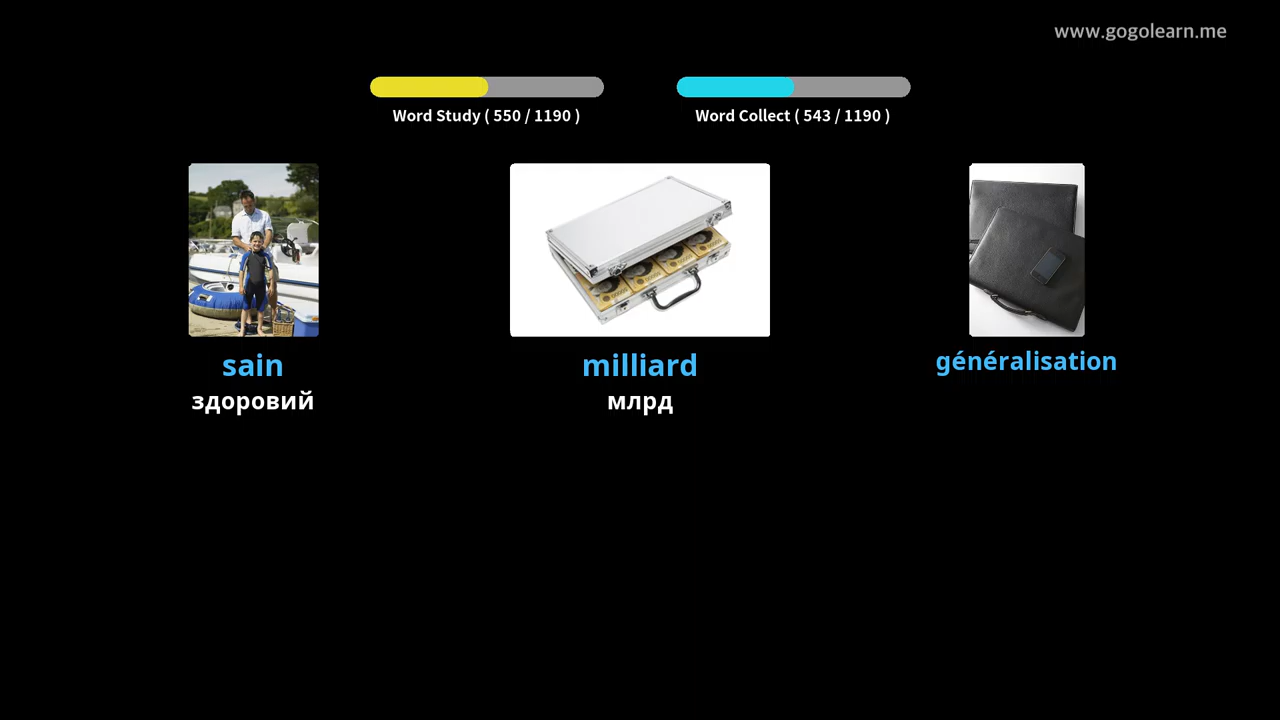 www.gogolearn.me
Word Study ( 550 / 1190 )
Word Collect ( 543 / 1190 )
sain
здоровий
milliard
млрд
généralisation